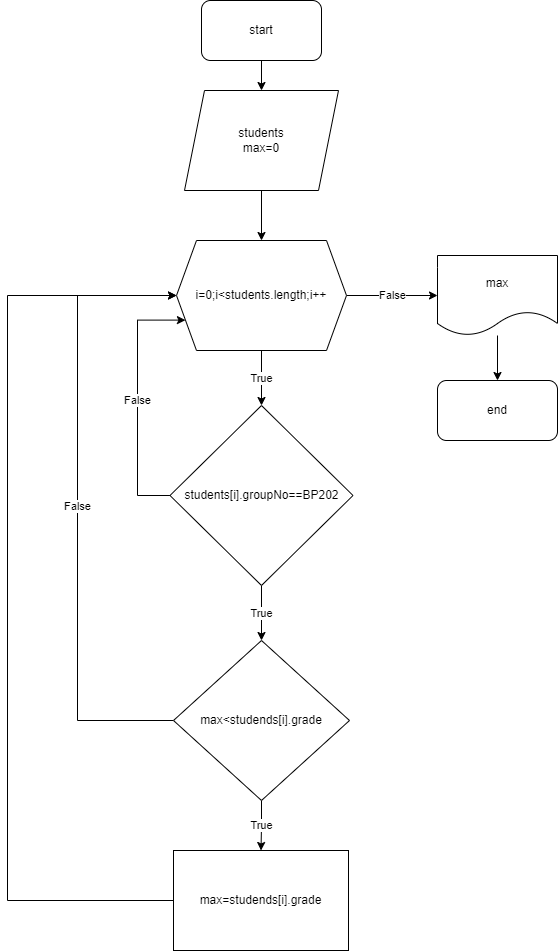 start
students
max=0
i=0;i<students.length;i++
False
max
True
end
False
students[i].groupNo==BP202
False
True
max<studends[i].grade
True
max=studends[i].grade